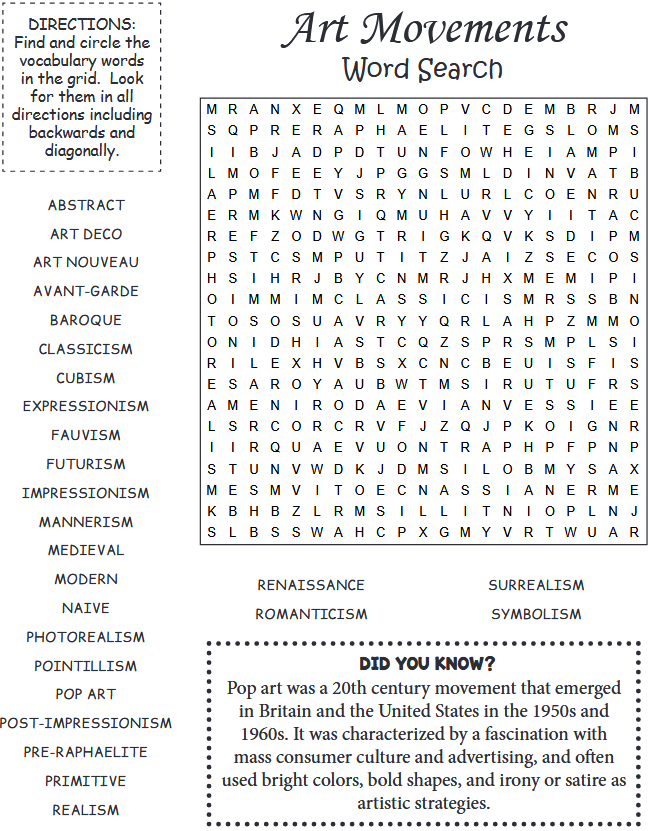 DIRECTIONS:
Find and circle the
vocabulary words
in the grid. Look
for them in all
directions including
backwards and
diagonally.
Art Movements
Word Search
M R A N X E Q M L M O P V C D E M B R J M
S Q P R E R A P H A E L I T E G S L O M S
I I B J A D P D T U N F O W H E I A M P I
L M O F E E Y J P G G S M L D I N V A T B
A P M F D T V S R Y N L U R L C O E N R U
E R M K W N G I Q M U H A V V Y I I T A C
R E F Z O D W G T R I G K Q V K S D I P M
P S T C S M P U T I T Z J A I Z S E C O S
H S I H R J B Y C N M R J H X M E M I P I
O I M M I M C L A S S I C I S M R S S B N
T O S O S U A V R Y Y Q R L A H P Z M M O
O N I D H I A S T C Q Z S P R S M P L S I
R I L E X H V B S X C N C B E U I S F I S
E S A R O Y A U B W T M S I R U T U F R S
A M E N I R O D A E V I A N V E S S I E E
L S R C O R C R V F J Z Q J P K O I G N R
I I R Q U A E V U O N T R A P H P F P N P
S T U N V W D K J D M S I L O B M Y S A X
M E S M V I T O E C N A S S I A N E R M E
K B H B Z L R M S I L L I T N I O P L N J
S L B S S W A H C P X G M Y V R T W U A R
ABSTRACT
ART DECO
ART NOUVEAU
AVANT-GARDE
BAROQUE
CLASSICISM
CUBISM
EXPRESSIONISM
FAUVISM
FUTURISM
IMPRESSIONISM
MANNERISM
MEDIEVAL
MODERN
NAIVE
PHOTOREALISM
POINTILLISM
POP ART
POST-IMPRESSIONISM
PRE-RAPHAELITE
PRIMITIVE
REALISM
RENAISSANCE
SURREALISM
ROMANTICISM
SYMBOLISM
DID YOU KNOW?
Pop art was a 20th century movement that emerged
in Britain and the United States in the 1950s and
1960s. It was characterized by a fascination with
mass consumer culture and advertising, and often
used bright colors, bold shapes, and irony or satire as
artistic strategies.